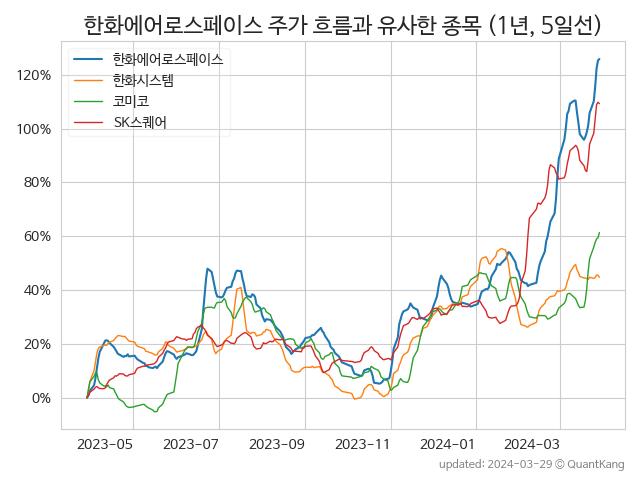 한화에어로스페이스 주가 흐름과 유사한 종목 (1년, 5일선)
한화에어로스페이스
한화시스템
코미코
SK스퀘어
120%
100%
80%
60%
40%
20%
0%
2023-05 2023-07 2023-09 2023-11 2024-01 2024-03
updated: 2024-03-29 © QuantKang